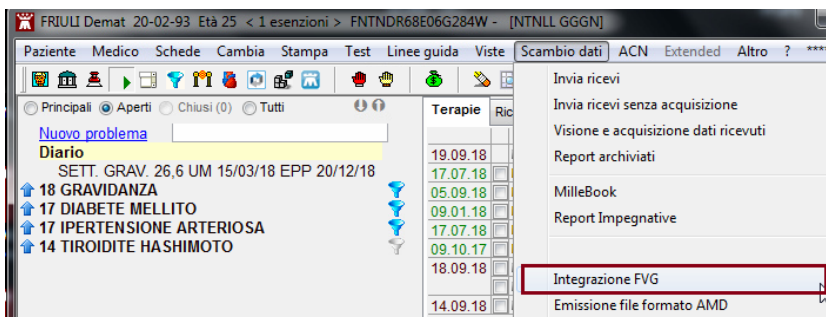 FRIULI Demat 20-02-93 Età 25 < 1 esenzioni > FNTNDR68E06G284W - [NTNLL GGGN]
Paziente Medico Schede Cambia Stampa Test Linee guida Viste Scambio dati ACN Extended Altro ? ****
Principali Aperti Chiusi (0) Tutti
Nuovo problema
Diario
SETT. GRAV. 26,6 UM 15/03/18 EPP 20/12/18
18 GRAVIDANZA
17 DIABETE MELLITO
17 IPERTENSIONE ARTERIOSA
14 TIROIDITE HASHIMOTO
Terapie Ric
19.09.18
17.07.18
05.09.18
09.01.18
17.07.18
09.10.17
18.09.18
14.09.18
Invia ricevi
Invia ricevi senza acquisizione
Visione e acquisizione dati ricevuti
Report archiviati
MilleBook
Report Impegnative
Integrazione FVG
Emissione file formato AMD